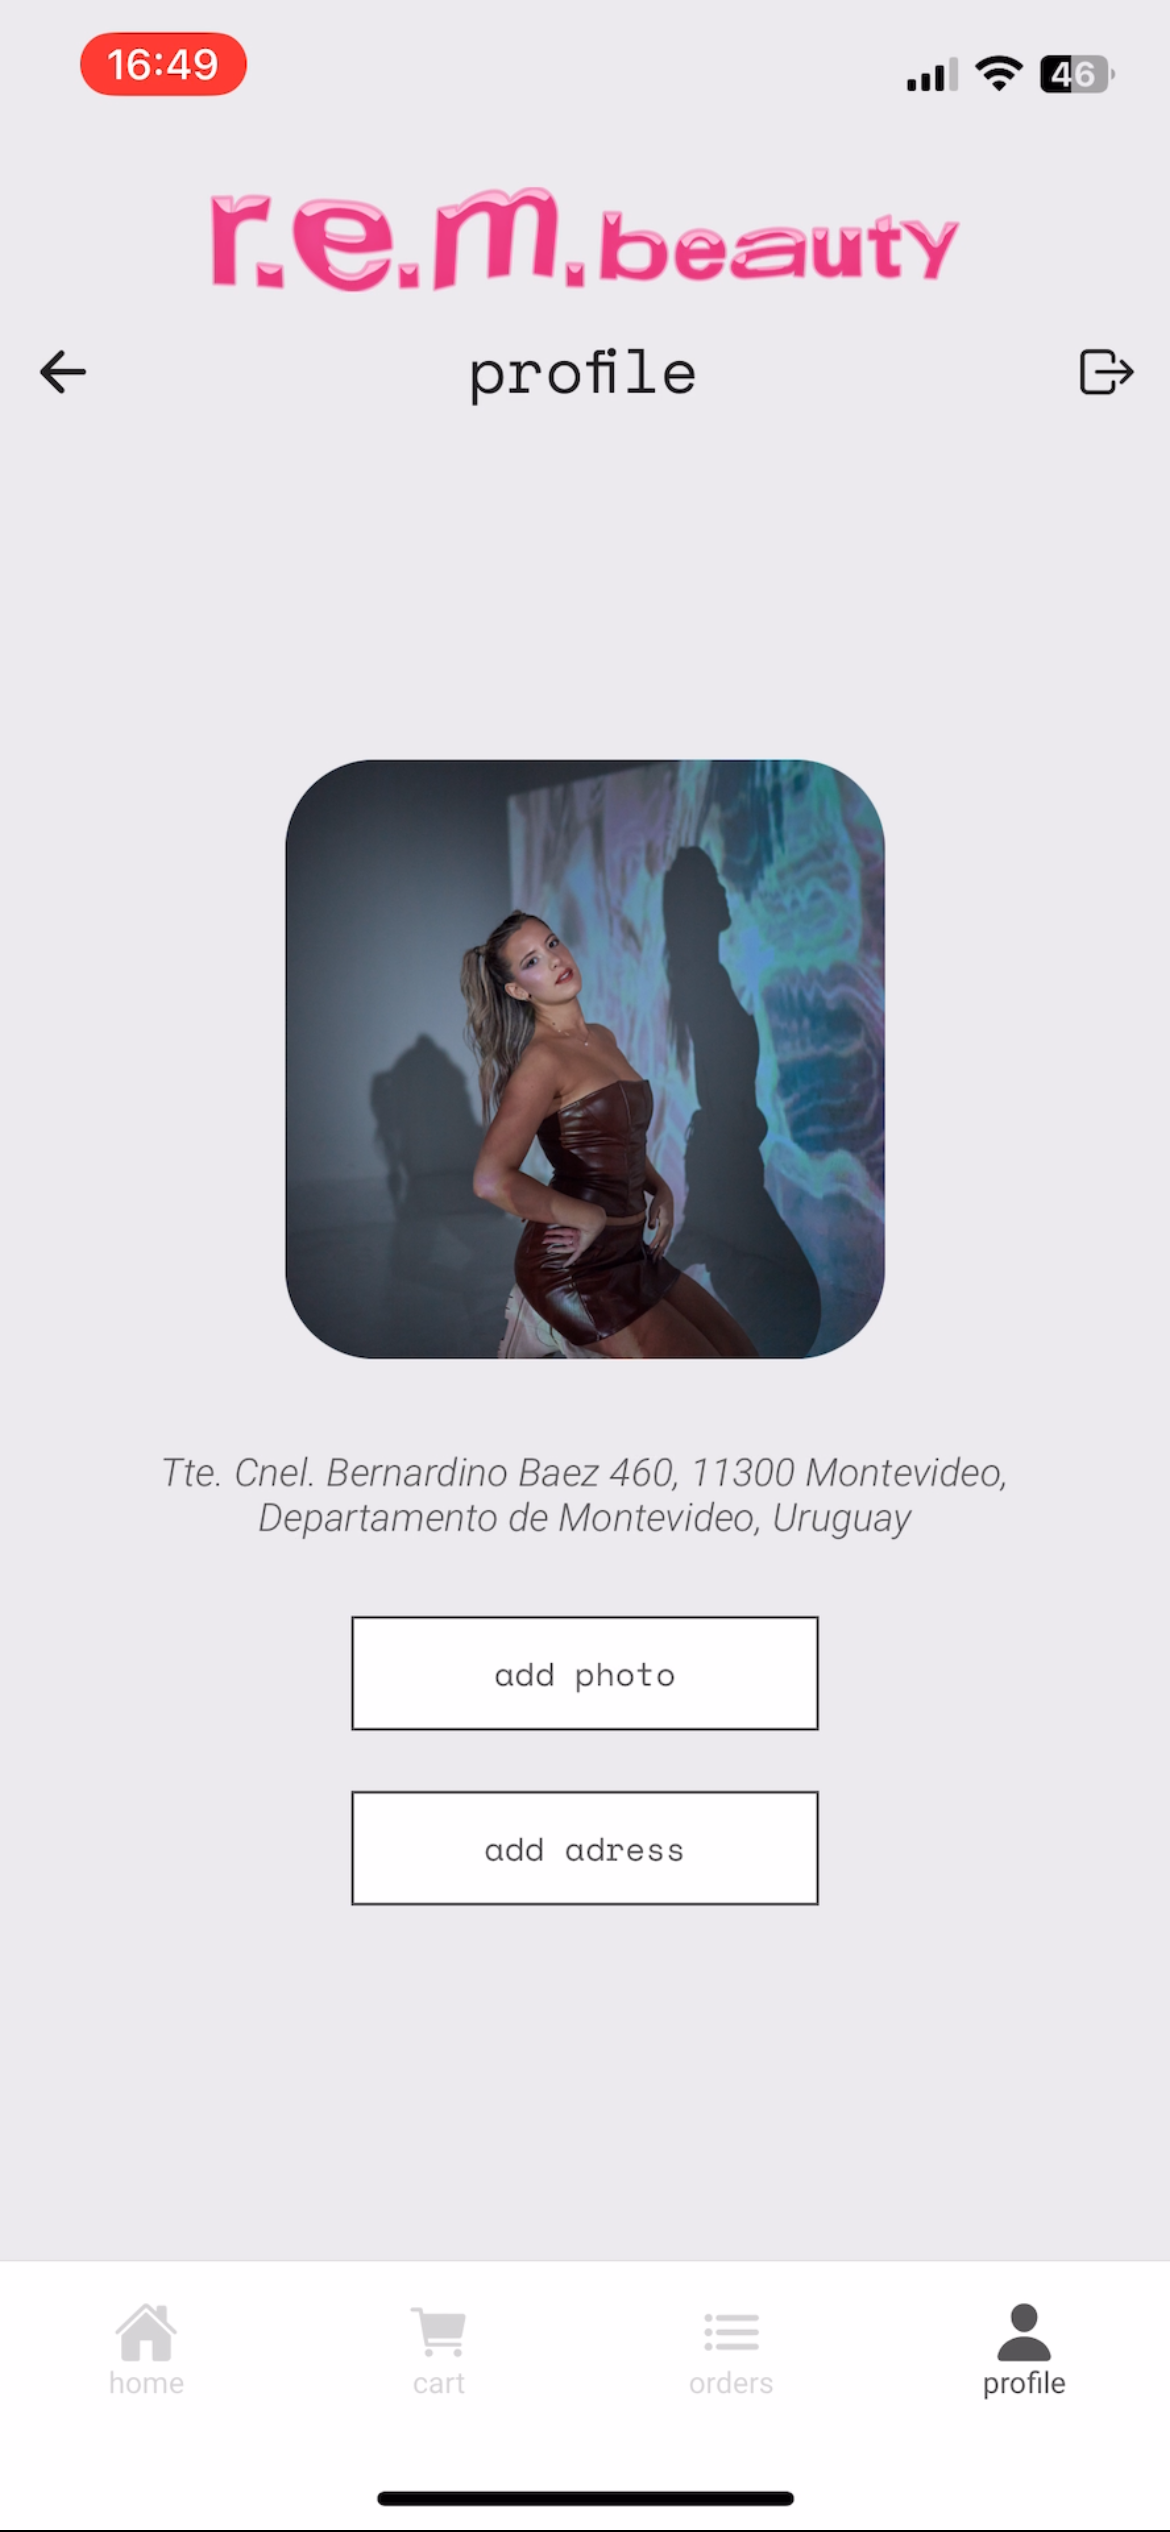 16:49
46
r.e.m.beauty
profile
Tte. Cnel. Bernardino Baez 460, 11300 Montevideo,
Departamento de Montevideo, Uruguay
add photo
add adress
home
cart
orders
profile